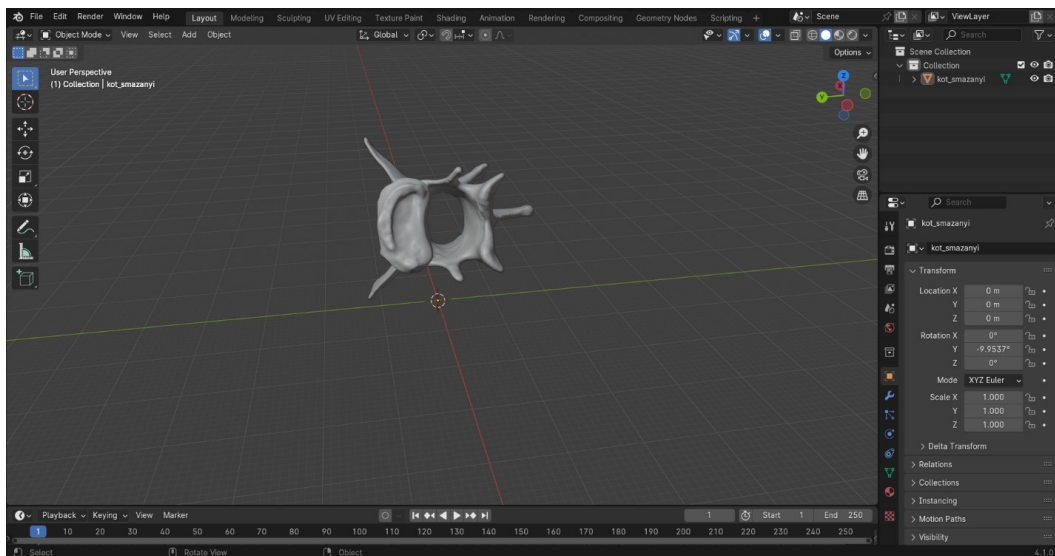 File Edit Render Window Help Layout Modeling Sculpting UV Editing Texture Paint Shading Animation Rendering Compositing Geometry Nodes Scripting + Scene ViewLayer
Object Mode View Select Add Object Global Search
Options
User Perspective
(1) Collection | kot_smazanyi
Z
Y
Scene Collection
Collection
kot_smazanyi
Search
kot_smazanyi
kot_smazanyi
Transform
Location X 0 m
Y 0 m
Z 0 m
Rotation X 0°
Y -9.9537°
Z 0°
Mode XYZ Euler
Scale X 1.000
Y 1.000
Z 1.000
Delta Transform
Relations
Collections
Instancing
Motion Paths
Visibility
Playback Keying View Marker 1 Start 1 End 250
1 10 20 30 40 50 60 70 80 90 100 110 120 130 140 150 160 170 180 190 200 210 220 230 240 250
Select Rotate View Object 4.1.0